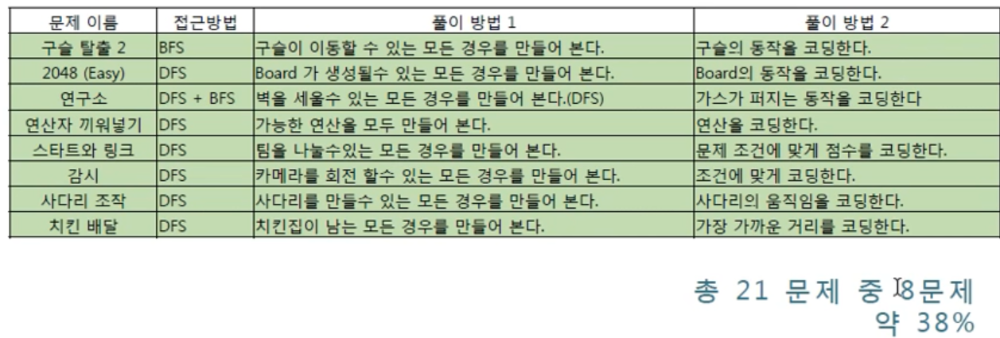 문제 이름 접근방법 풀이 방법 1 풀이 방법 2
구슬 탈출 2 BFS 구슬이 이동할 수 있는 모든 경우를 만들어 본다. 구슬의 동작을 코딩한다.
2048 (Easy) DFS Board 가 생성될수 있는 모든 경우를 만들어 본다. Board의 동작을 코딩한다.
연구소 DFS + BFS 벽을 세울수 있는 모든 경우를 만들어 본다.(DFS) 가스가 퍼지는 동작을 코딩한다
연산자 끼워넣기 DFS 가능한 연산을 모두 만들어 본다. 연산을 코딩한다.
스타트와 링크 DFS 팀을 나눌수있는 모든 경우를 만들어 본다. 문제 조건에 맞게 점수를 코딩한다.
감시 DFS 카메라를 회전 할수 있는 모든 경우를 만들어 본다. 조건에 맞게 코딩한다.
사다리 조작 DFS 사다리를 만들수 있는 모든 경우를 만들어 본다. 사다리의 움직임을 코딩한다.
치킨 배달 DFS 치킨집이 남는 모든 경우를 만들어 본다. 가장 가까운 거리를 코딩한다.
총 21 문제 중 8문제
약 38%